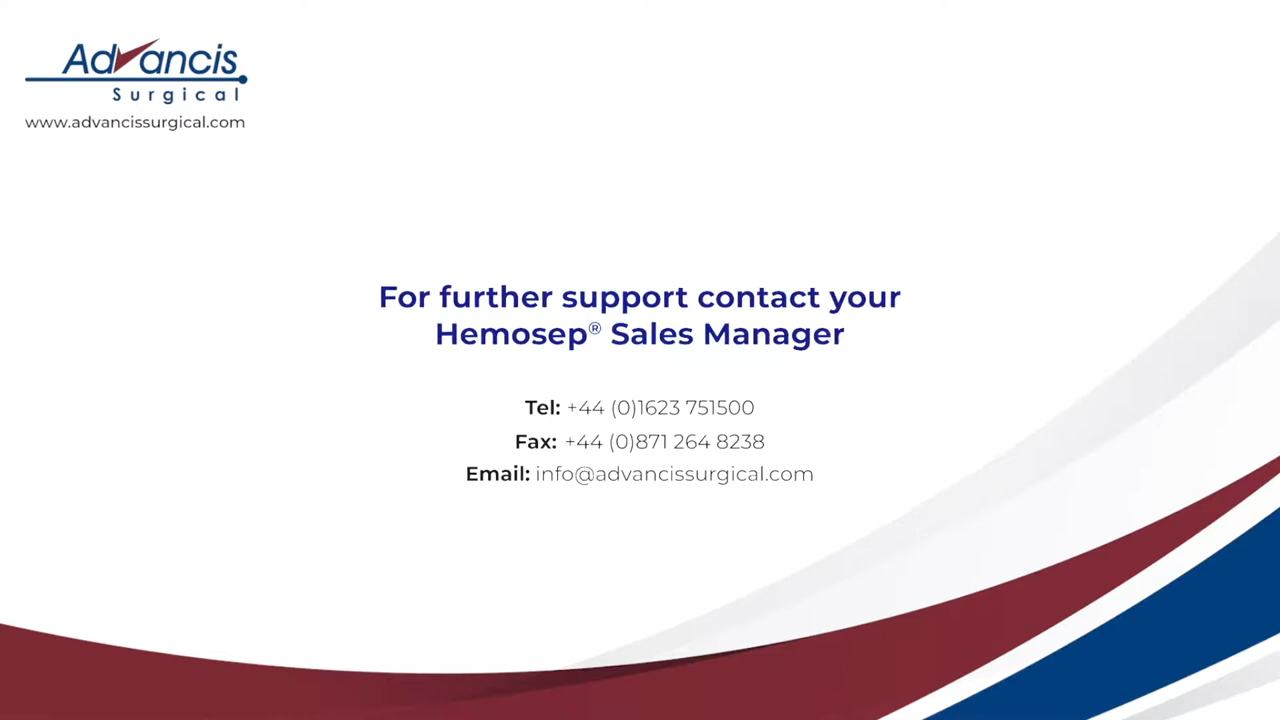 Advancis
Surgical
www.advancissurgical.com
For further support contact your
Hemosep® Sales Manager
Tel: +44 (0)1623 751500
Fax: +44 (0)871 264 8238
Email: info@advancissurgical.com